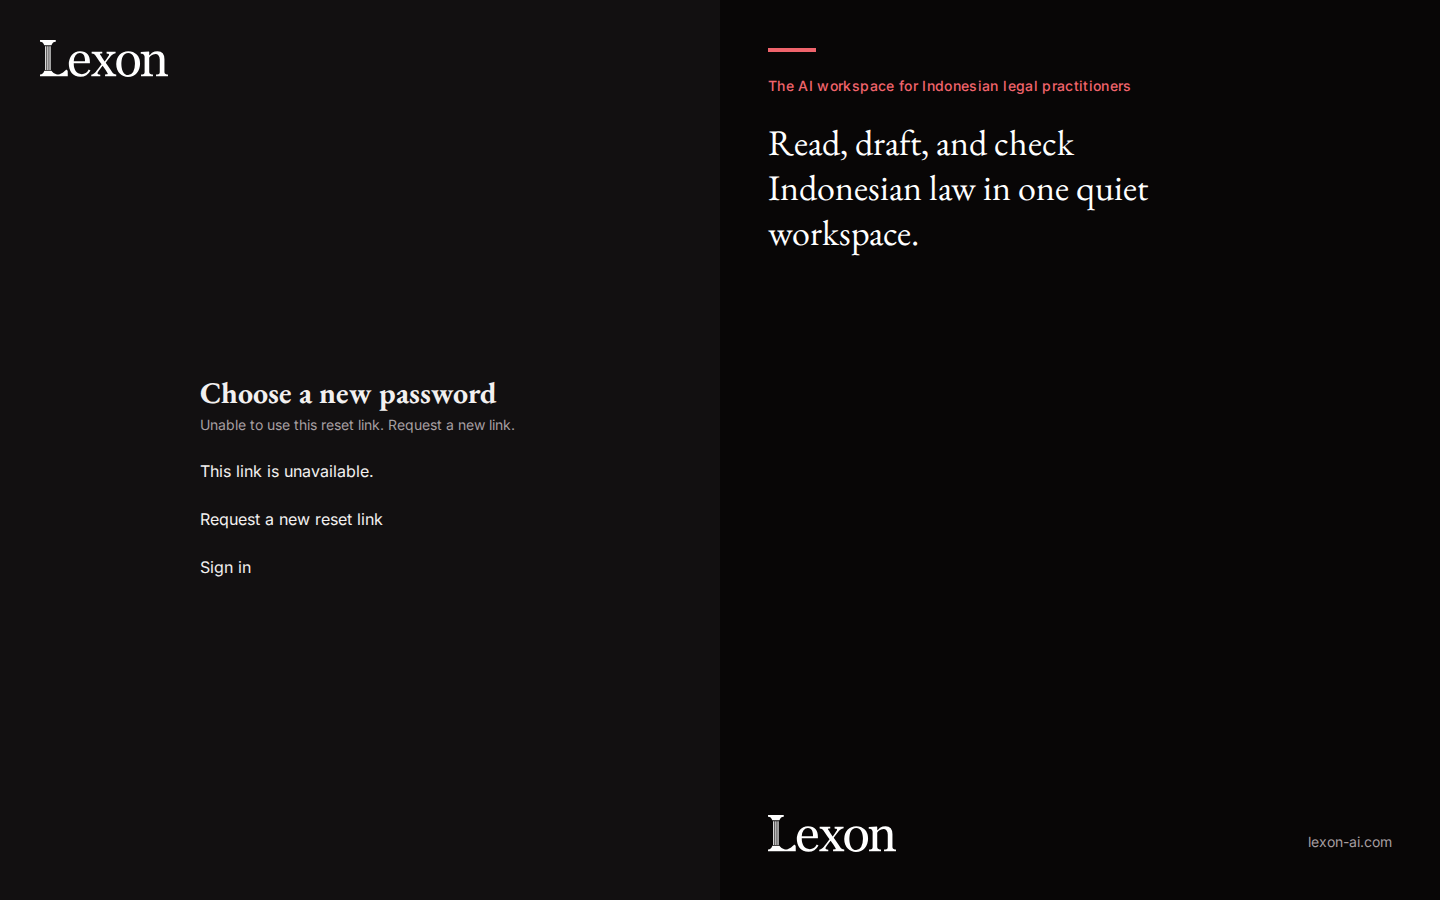 Lexon
Choose a new password
Unable to use this reset link. Request a new link.
This link is unavailable.
Request a new reset link
Sign in
The AI workspace for Indonesian legal practitioners
Read, draft, and check
Indonesian law in one quiet
workspace.
Lexon
lexon-ai.com